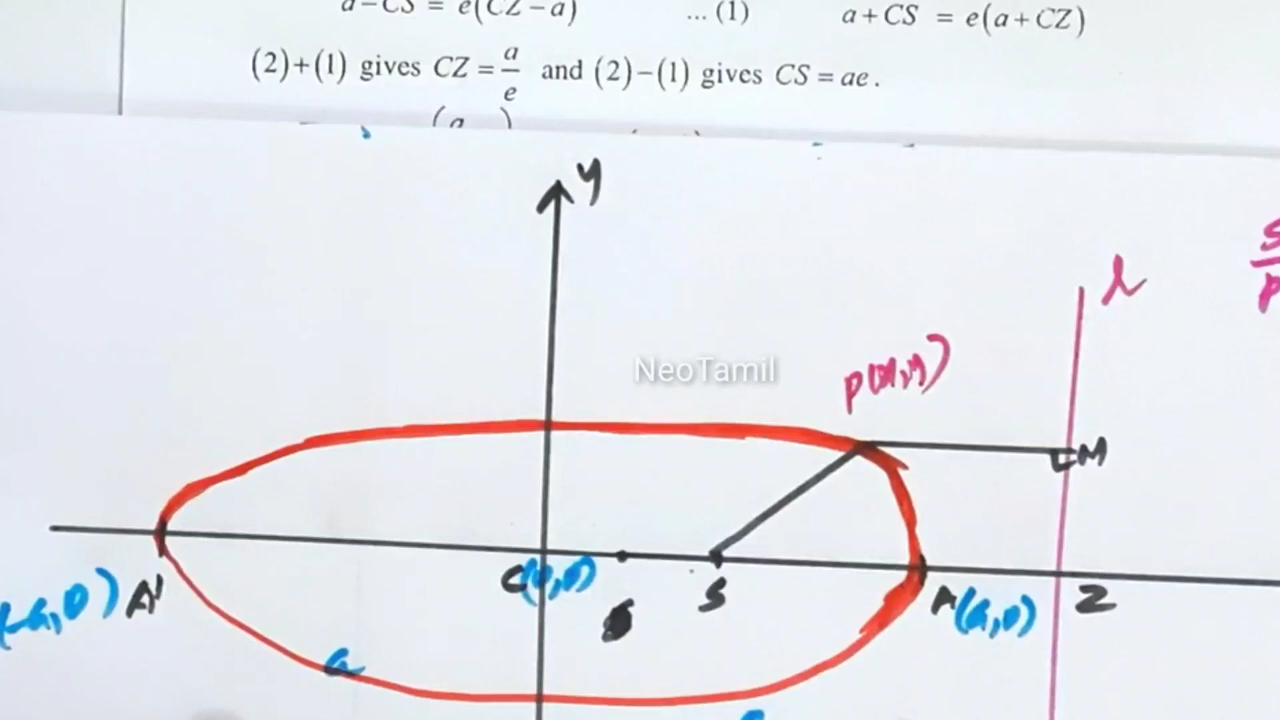 a−CS = e(CZ−a) ... (1) a+CS = e(a+CZ)
(2)+(1) gives CZ = a/e and (2)−(1) gives CS = ae.
(a )
y
l
NeoTamil
P(x,y)
M
C(0,0)
(-a,0) A'
S
A(a,0)
Z
a